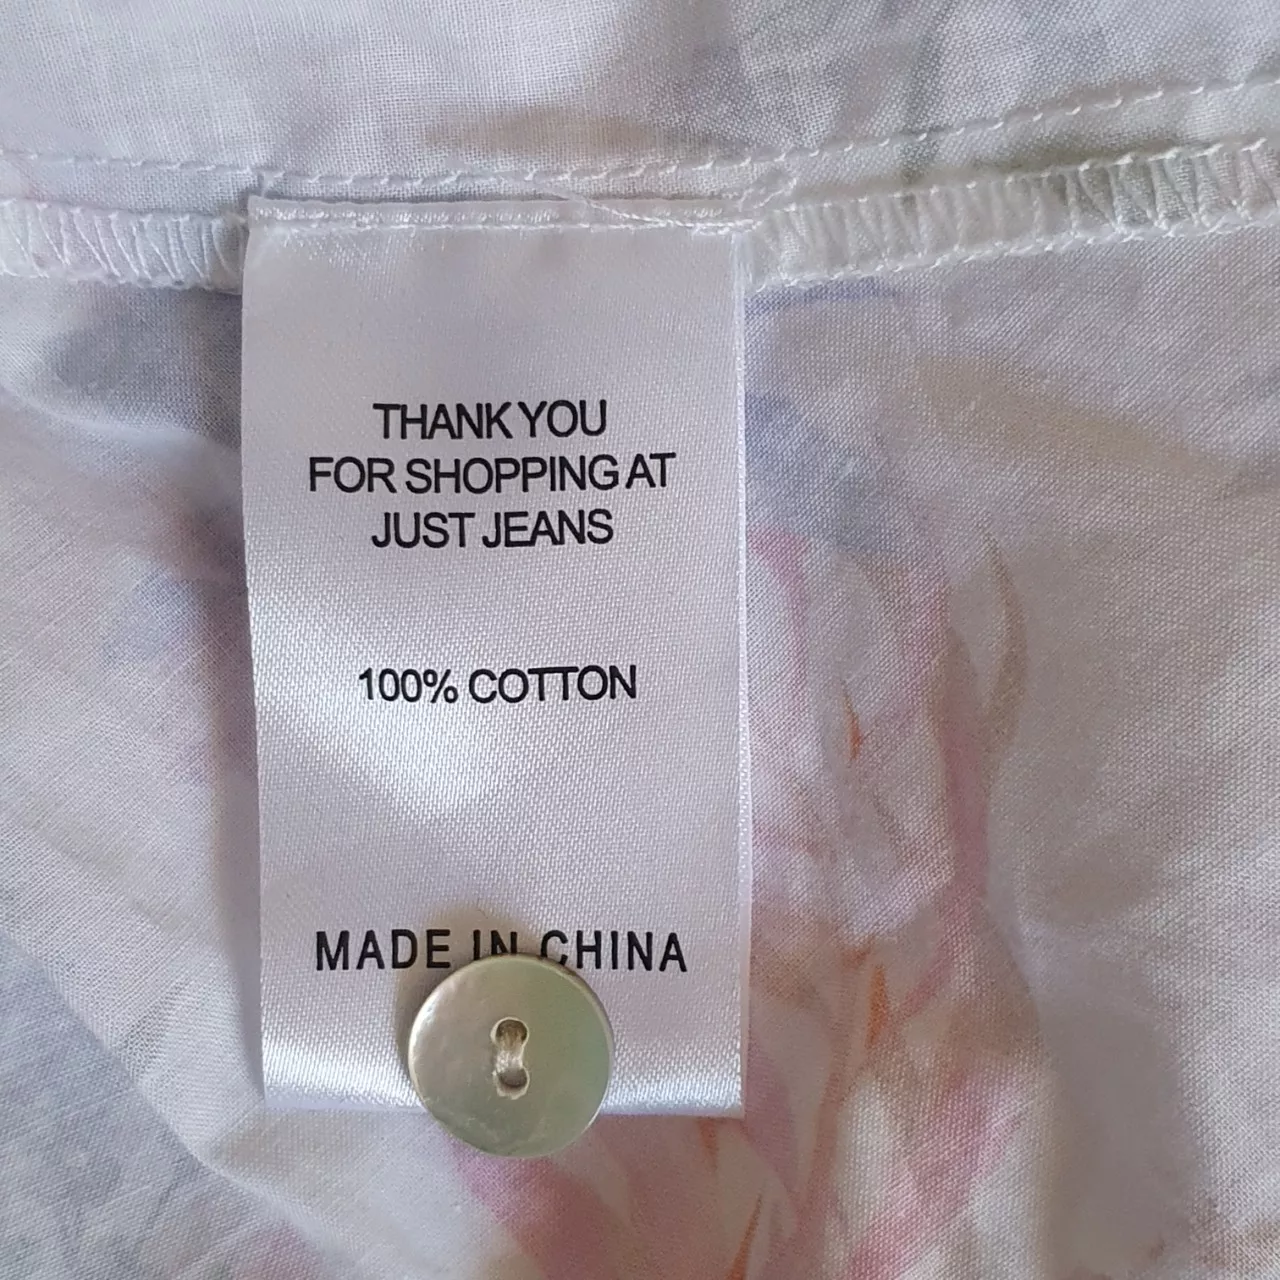 THANK YOU
FOR SHOPPING AT
JUST JEANS
100% COTTON
MADE IN CHINA